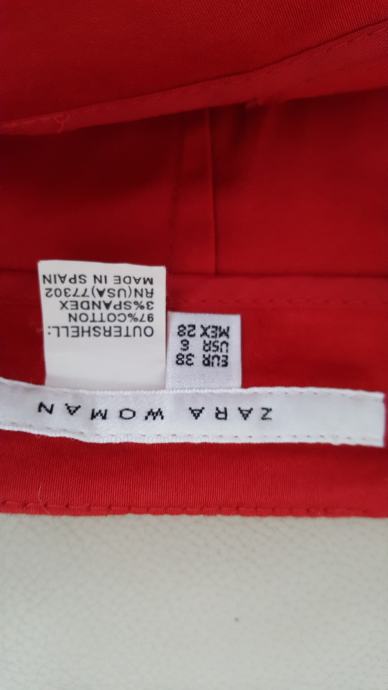 ZARA WOMAN
EUR 38
USA 6
MEX 28
OUTERSHELL:
97%COTTON
3%SPANDEX
RN(USA)77302
MADE IN SPAIN